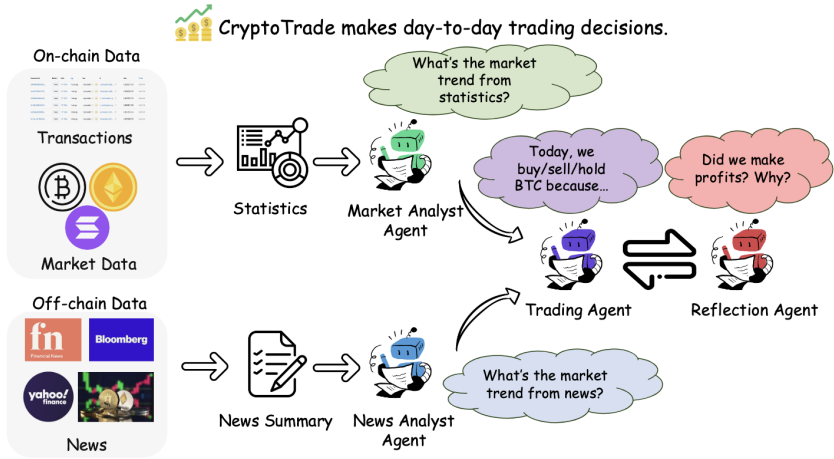 CryptoTrade makes day-to-day trading decisions.
On-chain Data
Transactions
Market Data
Statistics
What's the market
trend from
statistics?
Market Analyst
Agent
Today, we
buy/sell/hold
BTC because...
Trading Agent
Did we make
profits? Why?
Reflection Agent
Off-chain Data
fn
Financial News
Bloomberg
yahoo!
finance
News
News Summary
News Analyst
Agent
What's the market
trend from news?